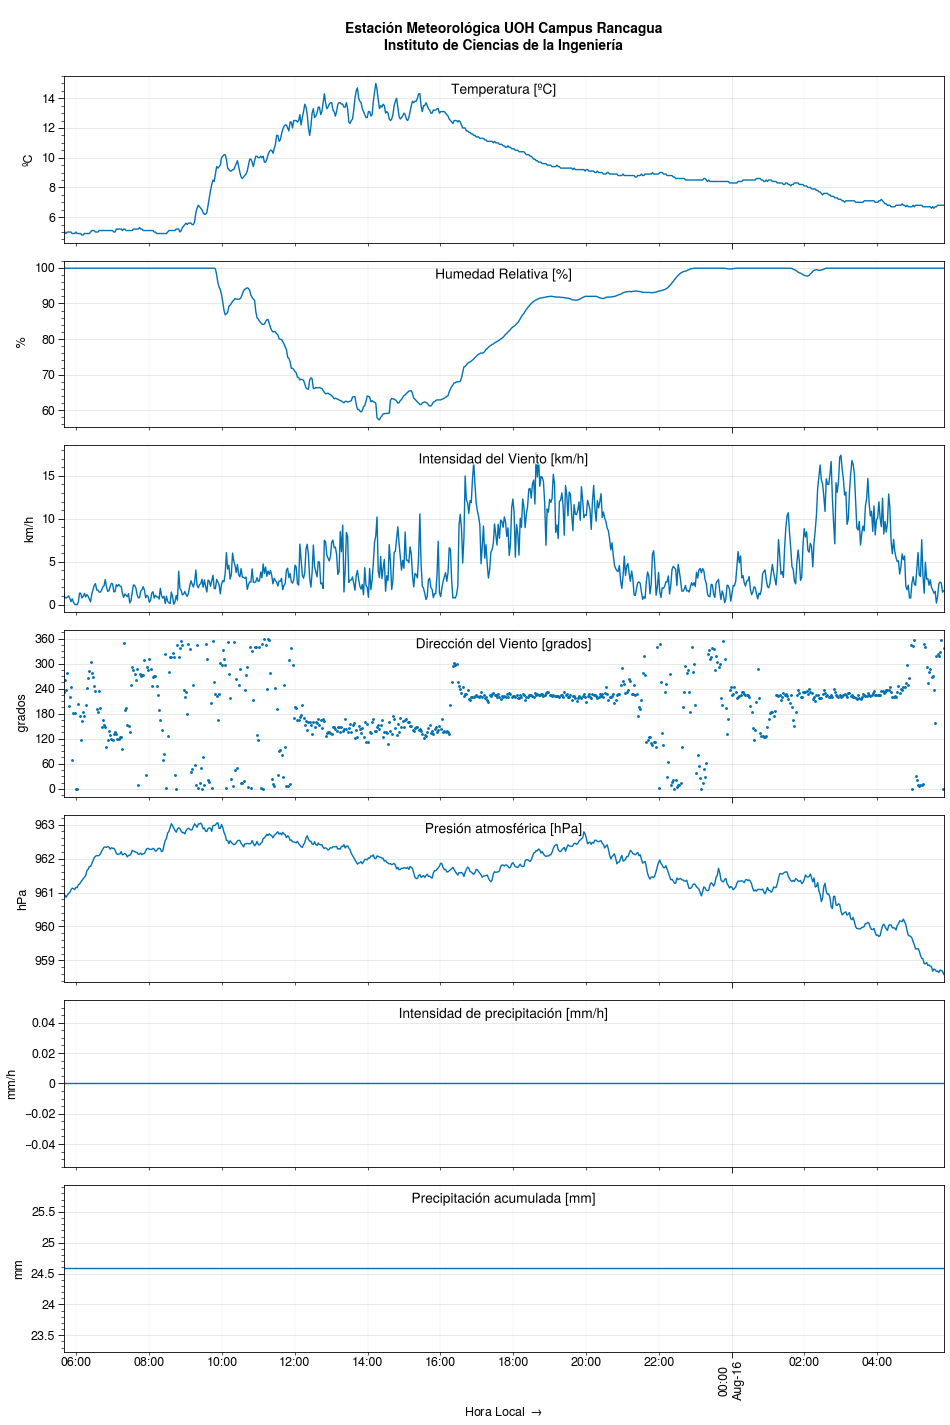 Estación Meteorológica UOH Campus Rancagua
Instituto de Ciencias de la Ingeniería
Temperatura [ºC]
ºC
14
12
10
8
6
Humedad Relativa [%]
%
100
90
80
70
60
Intensidad del Viento [km/h]
km/h
15
10
5
0
Dirección del Viento [grados]
grados
360
300
240
180
120
60
0
Presión atmosférica [hPa]
hPa
963
962
961
960
959
Intensidad de precipitación [mm/h]
mm/h
0.04
0.02
0
−0.02
−0.04
Precipitación acumulada [mm]
mm
25.5
25
24.5
24
23.5
06:00 08:00 10:00 12:00 14:00 16:00 18:00 20:00 22:00 00:00 02:00 04:00
Aug-16
Hora Local →